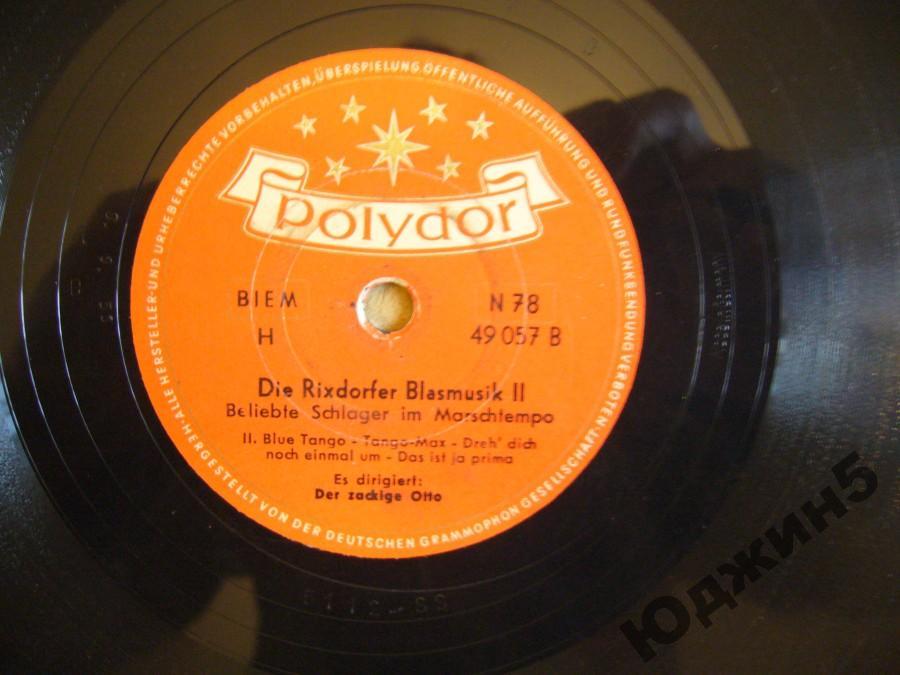 ALLE HERSTELLER-UND URHEBERRECHTE VORBEHALTEN, ÜBERSPIELUNG, ÖFFENTLICHE AUFFÜHRUNG UND RUNDFUNKSENDUNG VERBOTEN
polydor
BIEM N 78
H 49 057 B
Die Rixdorfer Blasmusik II
Beliebte Schlager im Marschtempo
II. Blue Tango - Tango-Max - Dreh' dich
noch einmal um - Das ist ja prima
Es dirigiert:
Der zackige Otto
HERGESTELLT VON DER DEUTSCHEN GRAMMOPHON GESELLSCHAFT
Юджин5